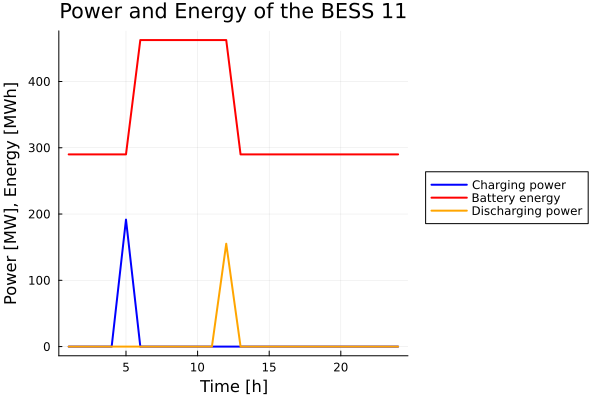 Power and Energy of the BESS 11
Power [MW], Energy [MWh]
400
300
200
100
0
5
10
15
20
Time [h]
Charging power
Battery energy
Discharging power